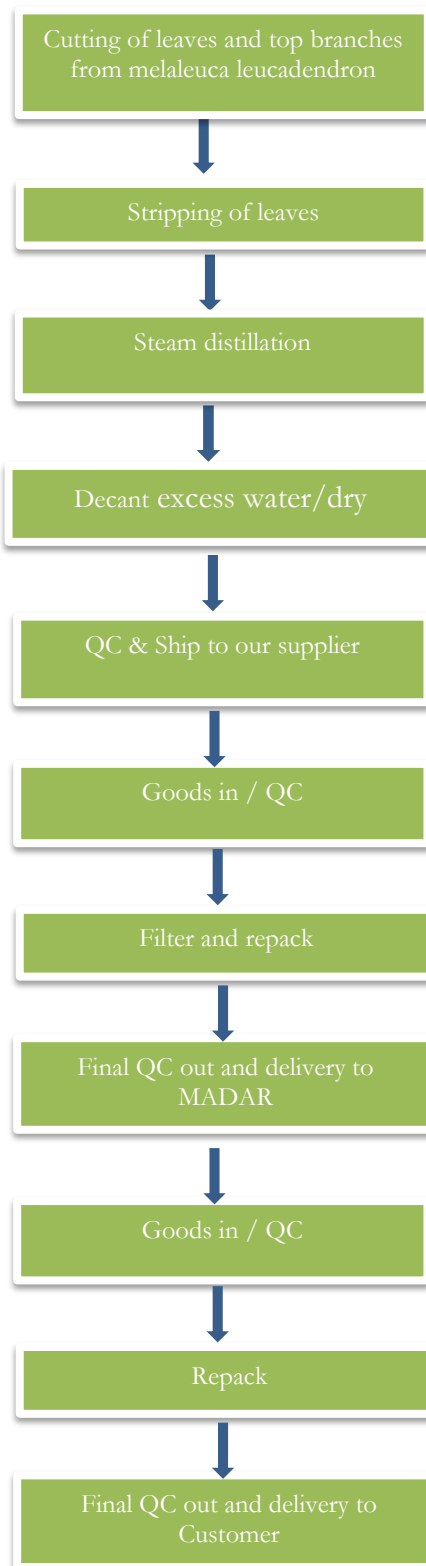 Cutting of leaves and top branches
from melaleuca leucadendron
Stripping of leaves
Steam distillation
Decant excess water/dry
QC & Ship to our supplier
Goods in / QC
Filter and repack
Final QC out and delivery to
MADAR
Goods in / QC
Repack
Final QC out and delivery to
Customer